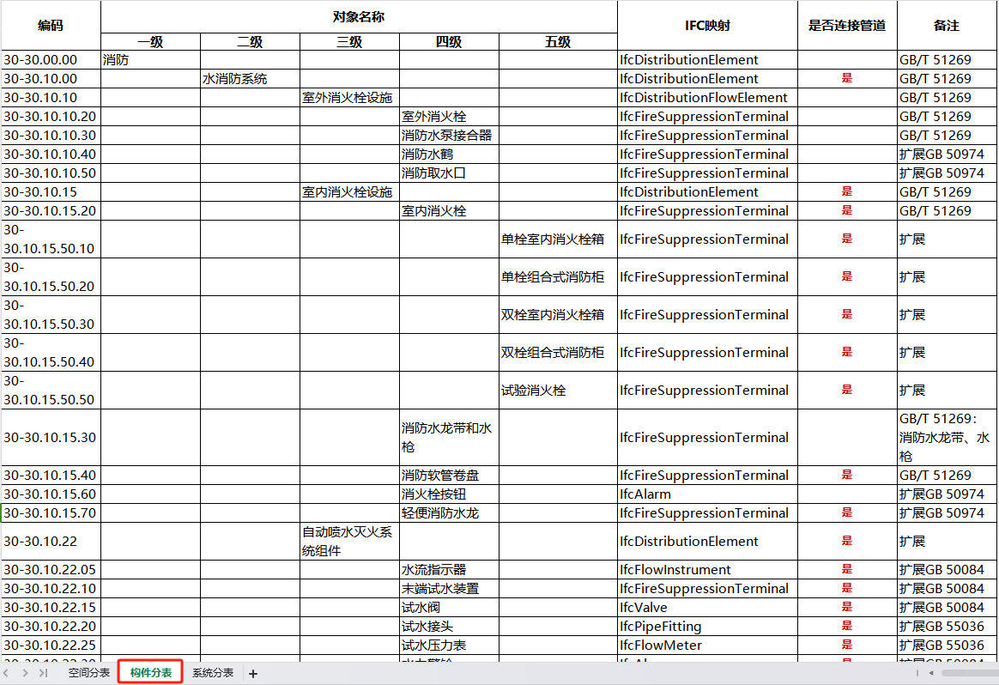 编码 对象名称 IFC映射 是否连接管道 备注
一级 二级 三级 四级 五级
30-30.00.00 消防 IfcDistributionElement GB/T 51269
30-30.10.00 水消防系统 IfcDistributionElement 是 GB/T 51269
30-30.10.10 室外消火栓设施 IfcDistributionFlowElement GB/T 51269
30-30.10.10.20 室外消火栓 IfcFireSuppressionTerminal GB/T 51269
30-30.10.10.30 消防水泵接合器 IfcFireSuppressionTerminal GB/T 51269
30-30.10.10.40 消防水鹤 IfcFireSuppressionTerminal 扩展GB 50974
30-30.10.10.50 消防取水口 IfcFireSuppressionTerminal 扩展GB 50974
30-30.10.15 室内消火栓设施 IfcDistributionElement 是 GB/T 51269
30-30.10.15.20 室内消火栓 IfcFireSuppressionTerminal 是 GB/T 51269
30-
30.10.15.50.10 单栓室内消火栓箱 IfcFireSuppressionTerminal 是 扩展
30-
30.10.15.50.20 单栓组合式消防柜 IfcFireSuppressionTerminal 是 扩展
30-
30.10.15.50.30 双栓室内消火栓箱 IfcFireSuppressionTerminal 是 扩展
30-
30.10.15.50.40 双栓组合式消防柜 IfcFireSuppressionTerminal 是 扩展
30-
30.10.15.50.50 试验消火栓 IfcFireSuppressionTerminal 是 扩展
30-30.10.15.30 消防水龙带和水
枪 IfcFireSuppressionTerminal GB/T 51269：
消防水龙带、水
枪
30-30.10.15.40 消防软管卷盘 IfcFireSuppressionTerminal 是 GB/T 51269
30-30.10.15.60 消火栓按钮 IfcAlarm 扩展GB 50974
30-30.10.15.70 轻便消防水龙 IfcFireSuppressionTerminal 是 扩展GB 50974
30-30.10.22 自动喷水灭火系
统组件 IfcDistributionElement 是 扩展
30-30.10.22.05 水流指示器 IfcFlowInstrument 是 扩展GB 50084
30-30.10.22.10 末端试水装置 IfcFireSuppressionTerminal 是 扩展GB 50084
30-30.10.22.15 试水阀 IfcValve 是 扩展GB 50084
30-30.10.22.20 试水接头 IfcPipeFitting 是 扩展GB 55036
30-30.10.22.25 试水压力表 IfcFlowMeter 是 扩展GB 55036
空间分表 构件分表 系统分表 +